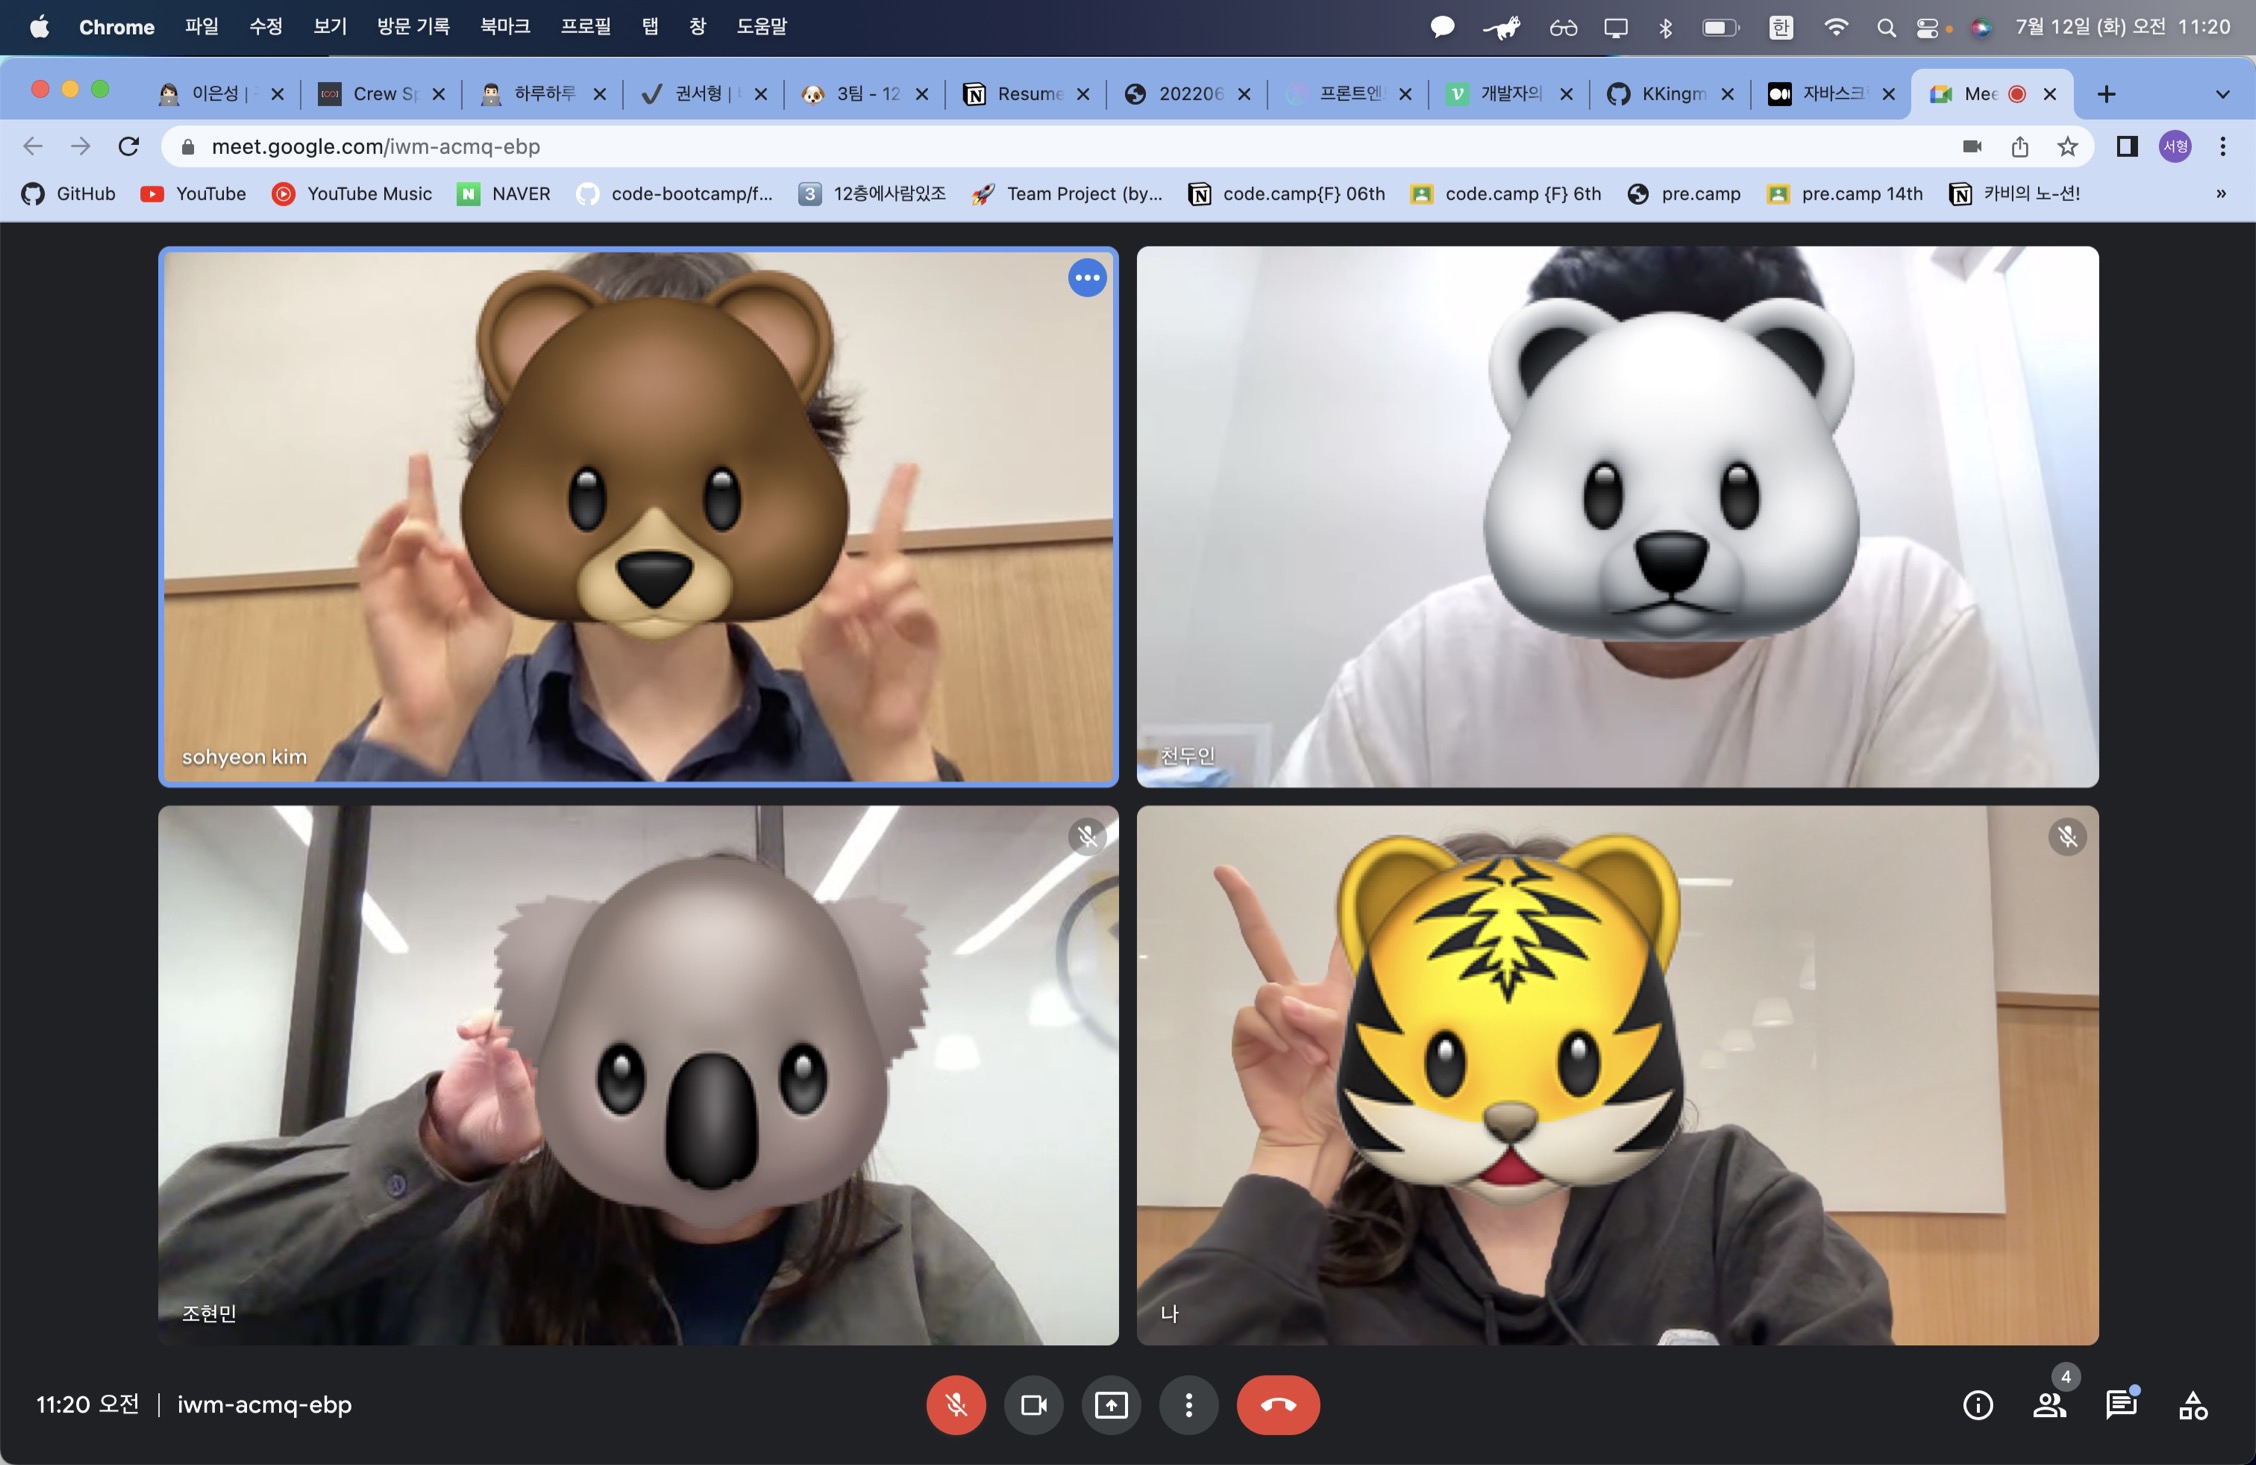 Chrome 파일 수정 보기 방문 기록 북마크 프로필 탭 창 도움말 한 7월 12일 (화) 오전 11:20
이은성 | Crew Sp 하루하루 권서형 | 3팀 - 12 Resume 202206 프론트엔 개발자의 KKingm 자바스크 Mee
meet.google.com/iwm-acmq-ebp 서형
GitHub YouTube YouTube Music NAVER code-bootcamp/f... 12층에사람있조 Team Project (by... code.camp{F} 06th code.camp {F} 6th pre.camp pre.camp 14th 카비의 노-션! »
sohyeon kim
천두인
조현민
나
4
11:20 오전 | iwm-acmq-ebp